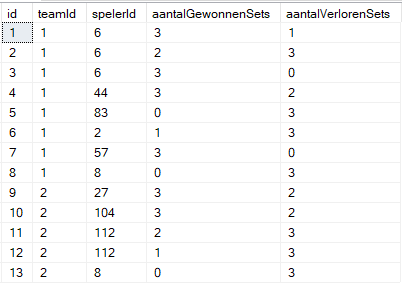 id teamId spelerId aantalGewonnenSets aantalVerlorenSets
1 1 6 3 1
2 1 6 2 3
3 1 6 3 0
4 1 44 3 2
5 1 83 0 3
6 1 2 1 3
7 1 57 3 0
8 1 8 0 3
9 2 27 3 2
10 2 104 3 2
11 2 112 2 3
12 2 112 1 3
13 2 8 0 3